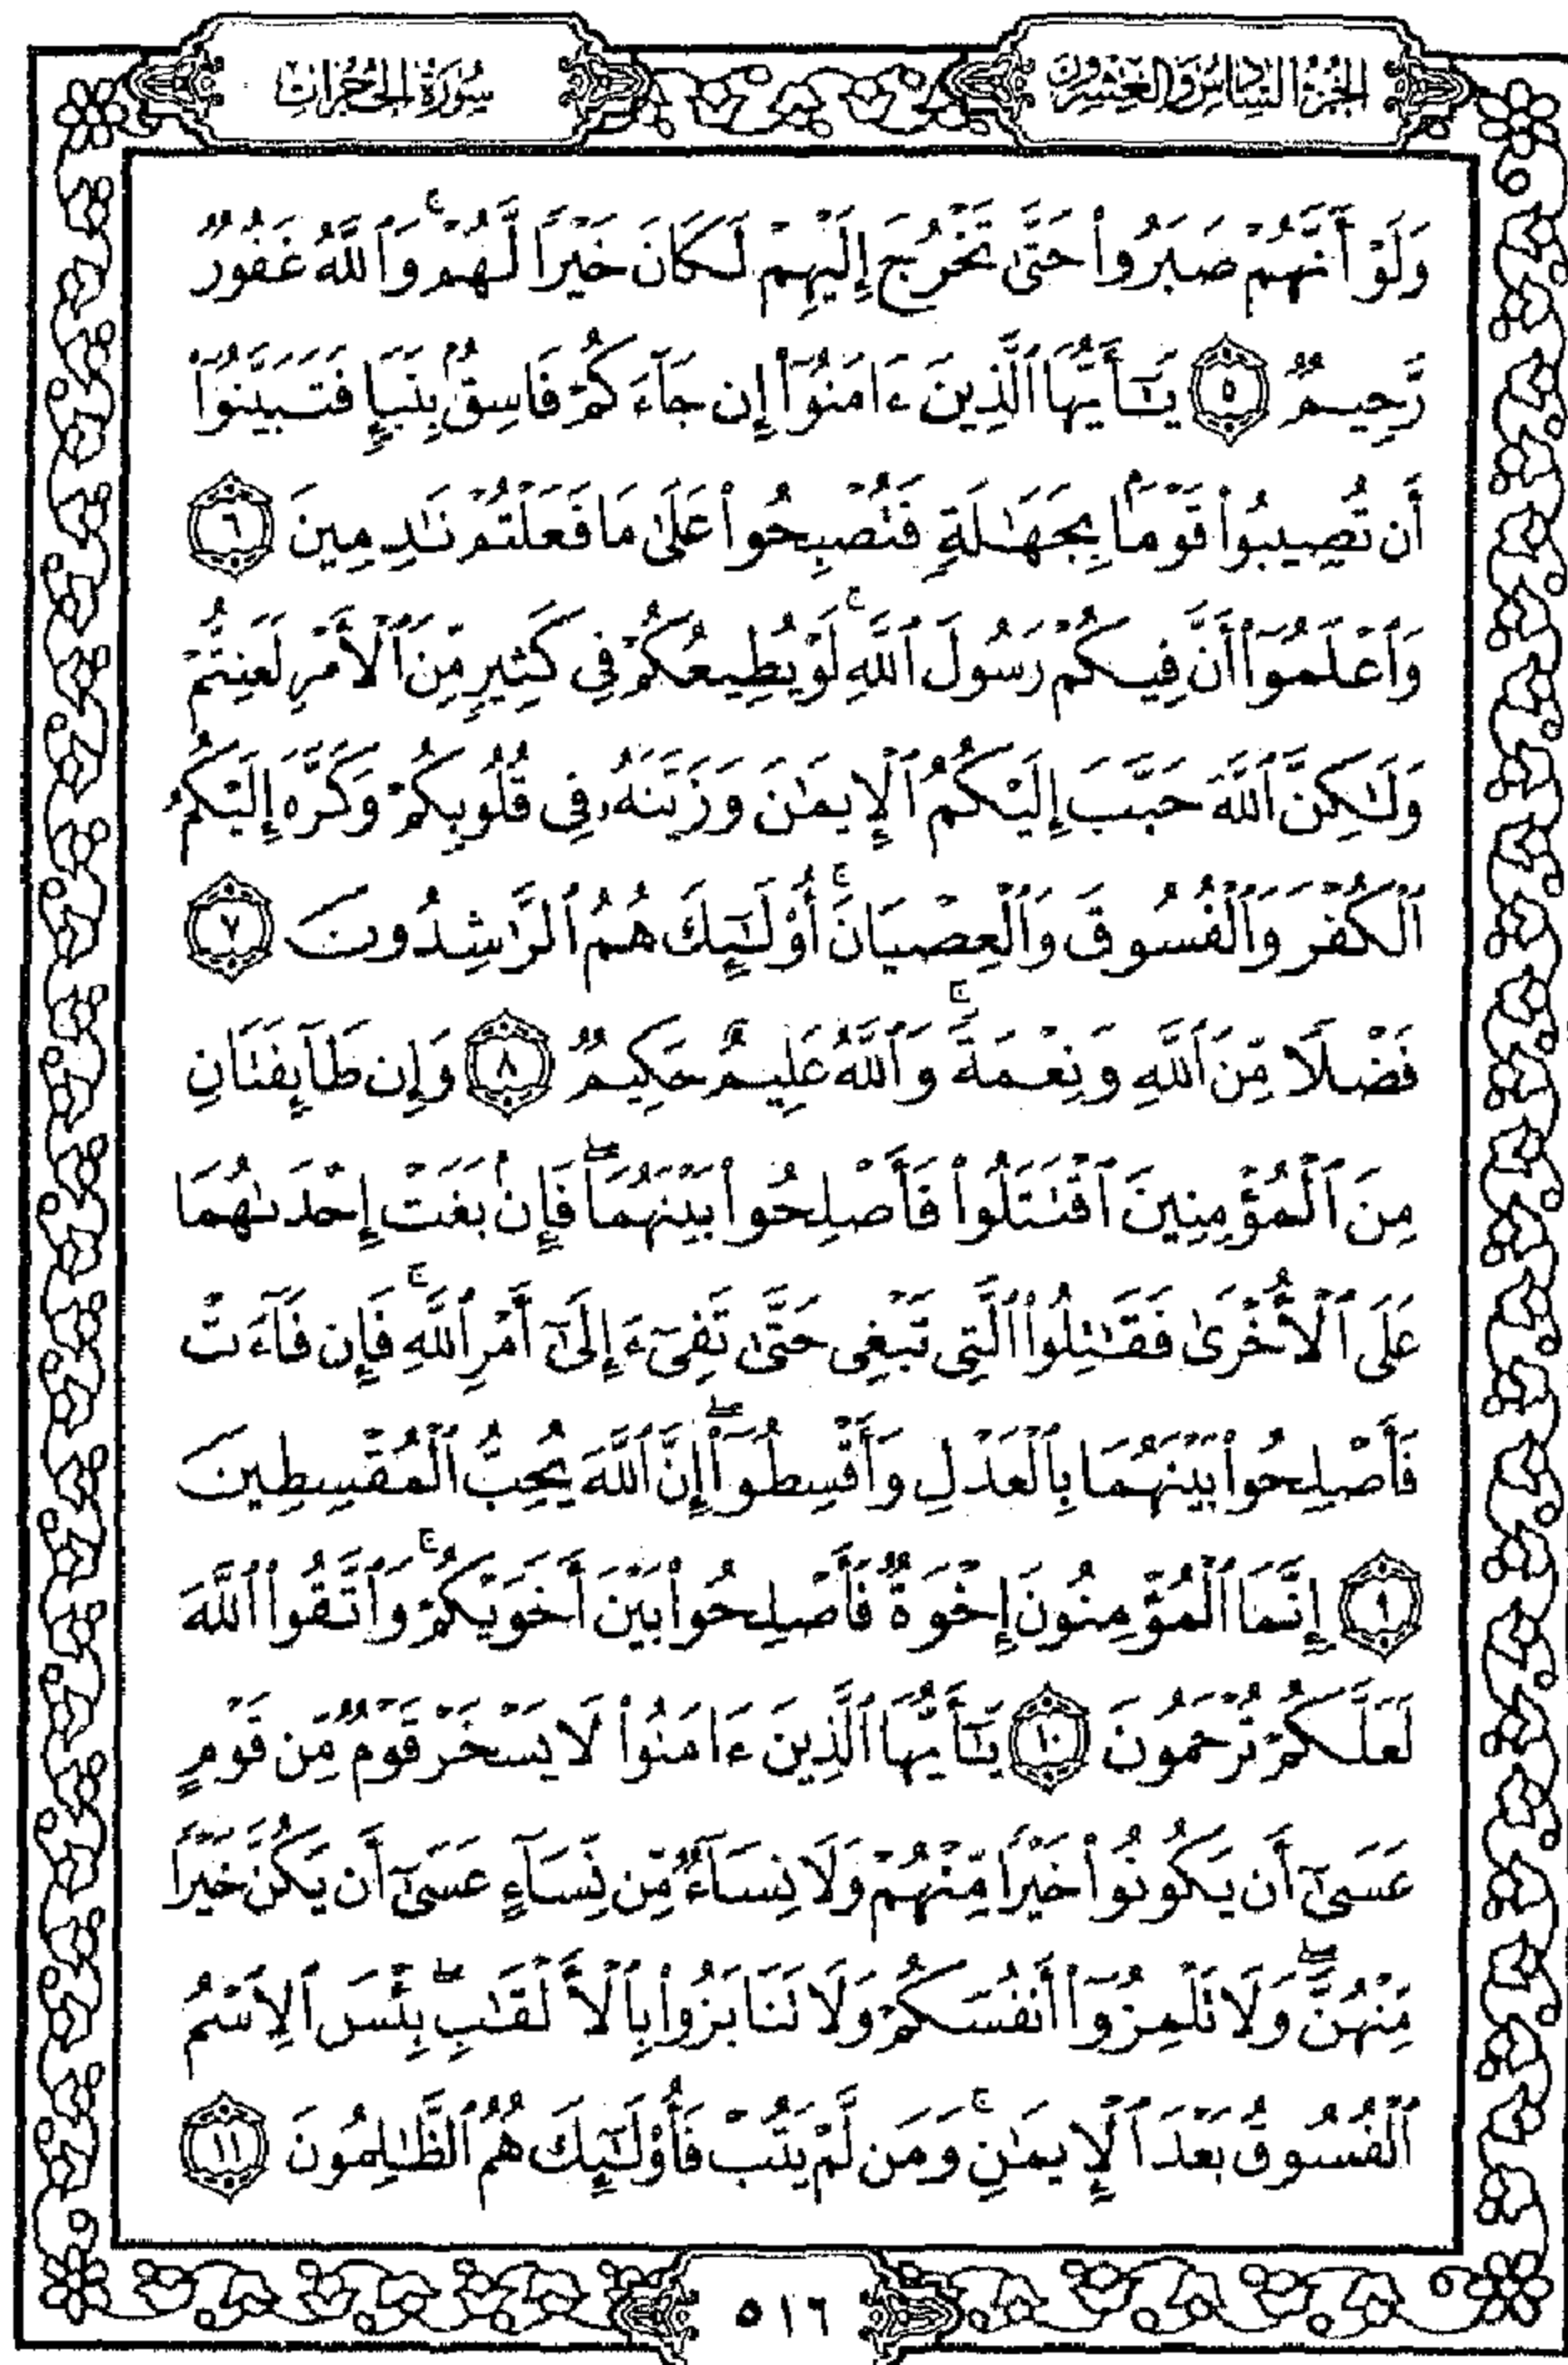 الجزء السادس والعشرون
سورة الحجرات
وَلَوْ أَنَّهُمْ صَبَرُوا۟ حَتَّىٰ تَخْرُجَ إِلَيْهِمْ لَكَانَ خَيْرًا لَّهُمْ ۚ وَٱللَّهُ غَفُورٌ
رَّحِيمٌ ٥ يَـٰٓأَيُّهَا ٱلَّذِينَ ءَامَنُوٓا۟ إِن جَآءَكُمْ فَاسِقٌۢ بِنَبَإٍ فَتَبَيَّنُوٓا۟
أَن تُصِيبُوا۟ قَوْمًۢا بِجَهَـٰلَةٍ فَتُصْبِحُوا۟ عَلَىٰ مَا فَعَلْتُمْ نَـٰدِمِينَ ٦
وَٱعْلَمُوٓا۟ أَنَّ فِيكُمْ رَسُولَ ٱللَّهِ ۚ لَوْ يُطِيعُكُمْ فِى كَثِيرٍ مِّنَ ٱلْأَمْرِ لَعَنِتُّمْ
وَلَـٰكِنَّ ٱللَّهَ حَبَّبَ إِلَيْكُمُ ٱلْإِيمَـٰنَ وَزَيَّنَهُۥ فِى قُلُوبِكُمْ وَكَرَّهَ إِلَيْكُمُ
ٱلْكُفْرَ وَٱلْفُسُوقَ وَٱلْعِصْيَانَ ۚ أُو۟لَـٰٓئِكَ هُمُ ٱلرَّٰشِدُونَ ٧
فَضْلًا مِّنَ ٱللَّهِ وَنِعْمَةً ۚ وَٱللَّهُ عَلِيمٌ حَكِيمٌ ٨ وَإِن طَآئِفَتَانِ
مِنَ ٱلْمُؤْمِنِينَ ٱقْتَتَلُوا۟ فَأَصْلِحُوا۟ بَيْنَهُمَا ۖ فَإِنۢ بَغَتْ إِحْدَىٰهُمَا
عَلَى ٱلْأُخْرَىٰ فَقَـٰتِلُوا۟ ٱلَّتِى تَبْغِى حَتَّىٰ تَفِىٓءَ إِلَىٰٓ أَمْرِ ٱللَّهِ ۚ فَإِن فَآءَتْ
فَأَصْلِحُوا۟ بَيْنَهُمَا بِٱلْعَدْلِ وَأَقْسِطُوٓا۟ ۖ إِنَّ ٱللَّهَ يُحِبُّ ٱلْمُقْسِطِينَ
٩ إِنَّمَا ٱلْمُؤْمِنُونَ إِخْوَةٌ فَأَصْلِحُوا۟ بَيْنَ أَخَوَيْكُمْ ۚ وَٱتَّقُوا۟ ٱللَّهَ
لَعَلَّكُمْ تُرْحَمُونَ ١٠ يَـٰٓأَيُّهَا ٱلَّذِينَ ءَامَنُوا۟ لَا يَسْخَرْ قَوْمٌ مِّن قَوْمٍ
عَسَىٰٓ أَن يَكُونُوا۟ خَيْرًا مِّنْهُمْ وَلَا نِسَآءٌ مِّن نِّسَآءٍ عَسَىٰٓ أَن يَكُنَّ خَيْرًا
مِّنْهُنَّ ۖ وَلَا تَلْمِزُوٓا۟ أَنفُسَكُمْ وَلَا تَنَابَزُوا۟ بِٱلْأَلْقَـٰبِ ۖ بِئْسَ ٱلِٱسْمُ
ٱلْفُسُوقُ بَعْدَ ٱلْإِيمَـٰنِ ۚ وَمَن لَّمْ يَتُبْ فَأُو۟لَـٰٓئِكَ هُمُ ٱلظَّـٰلِمُونَ ١١
٥١٦